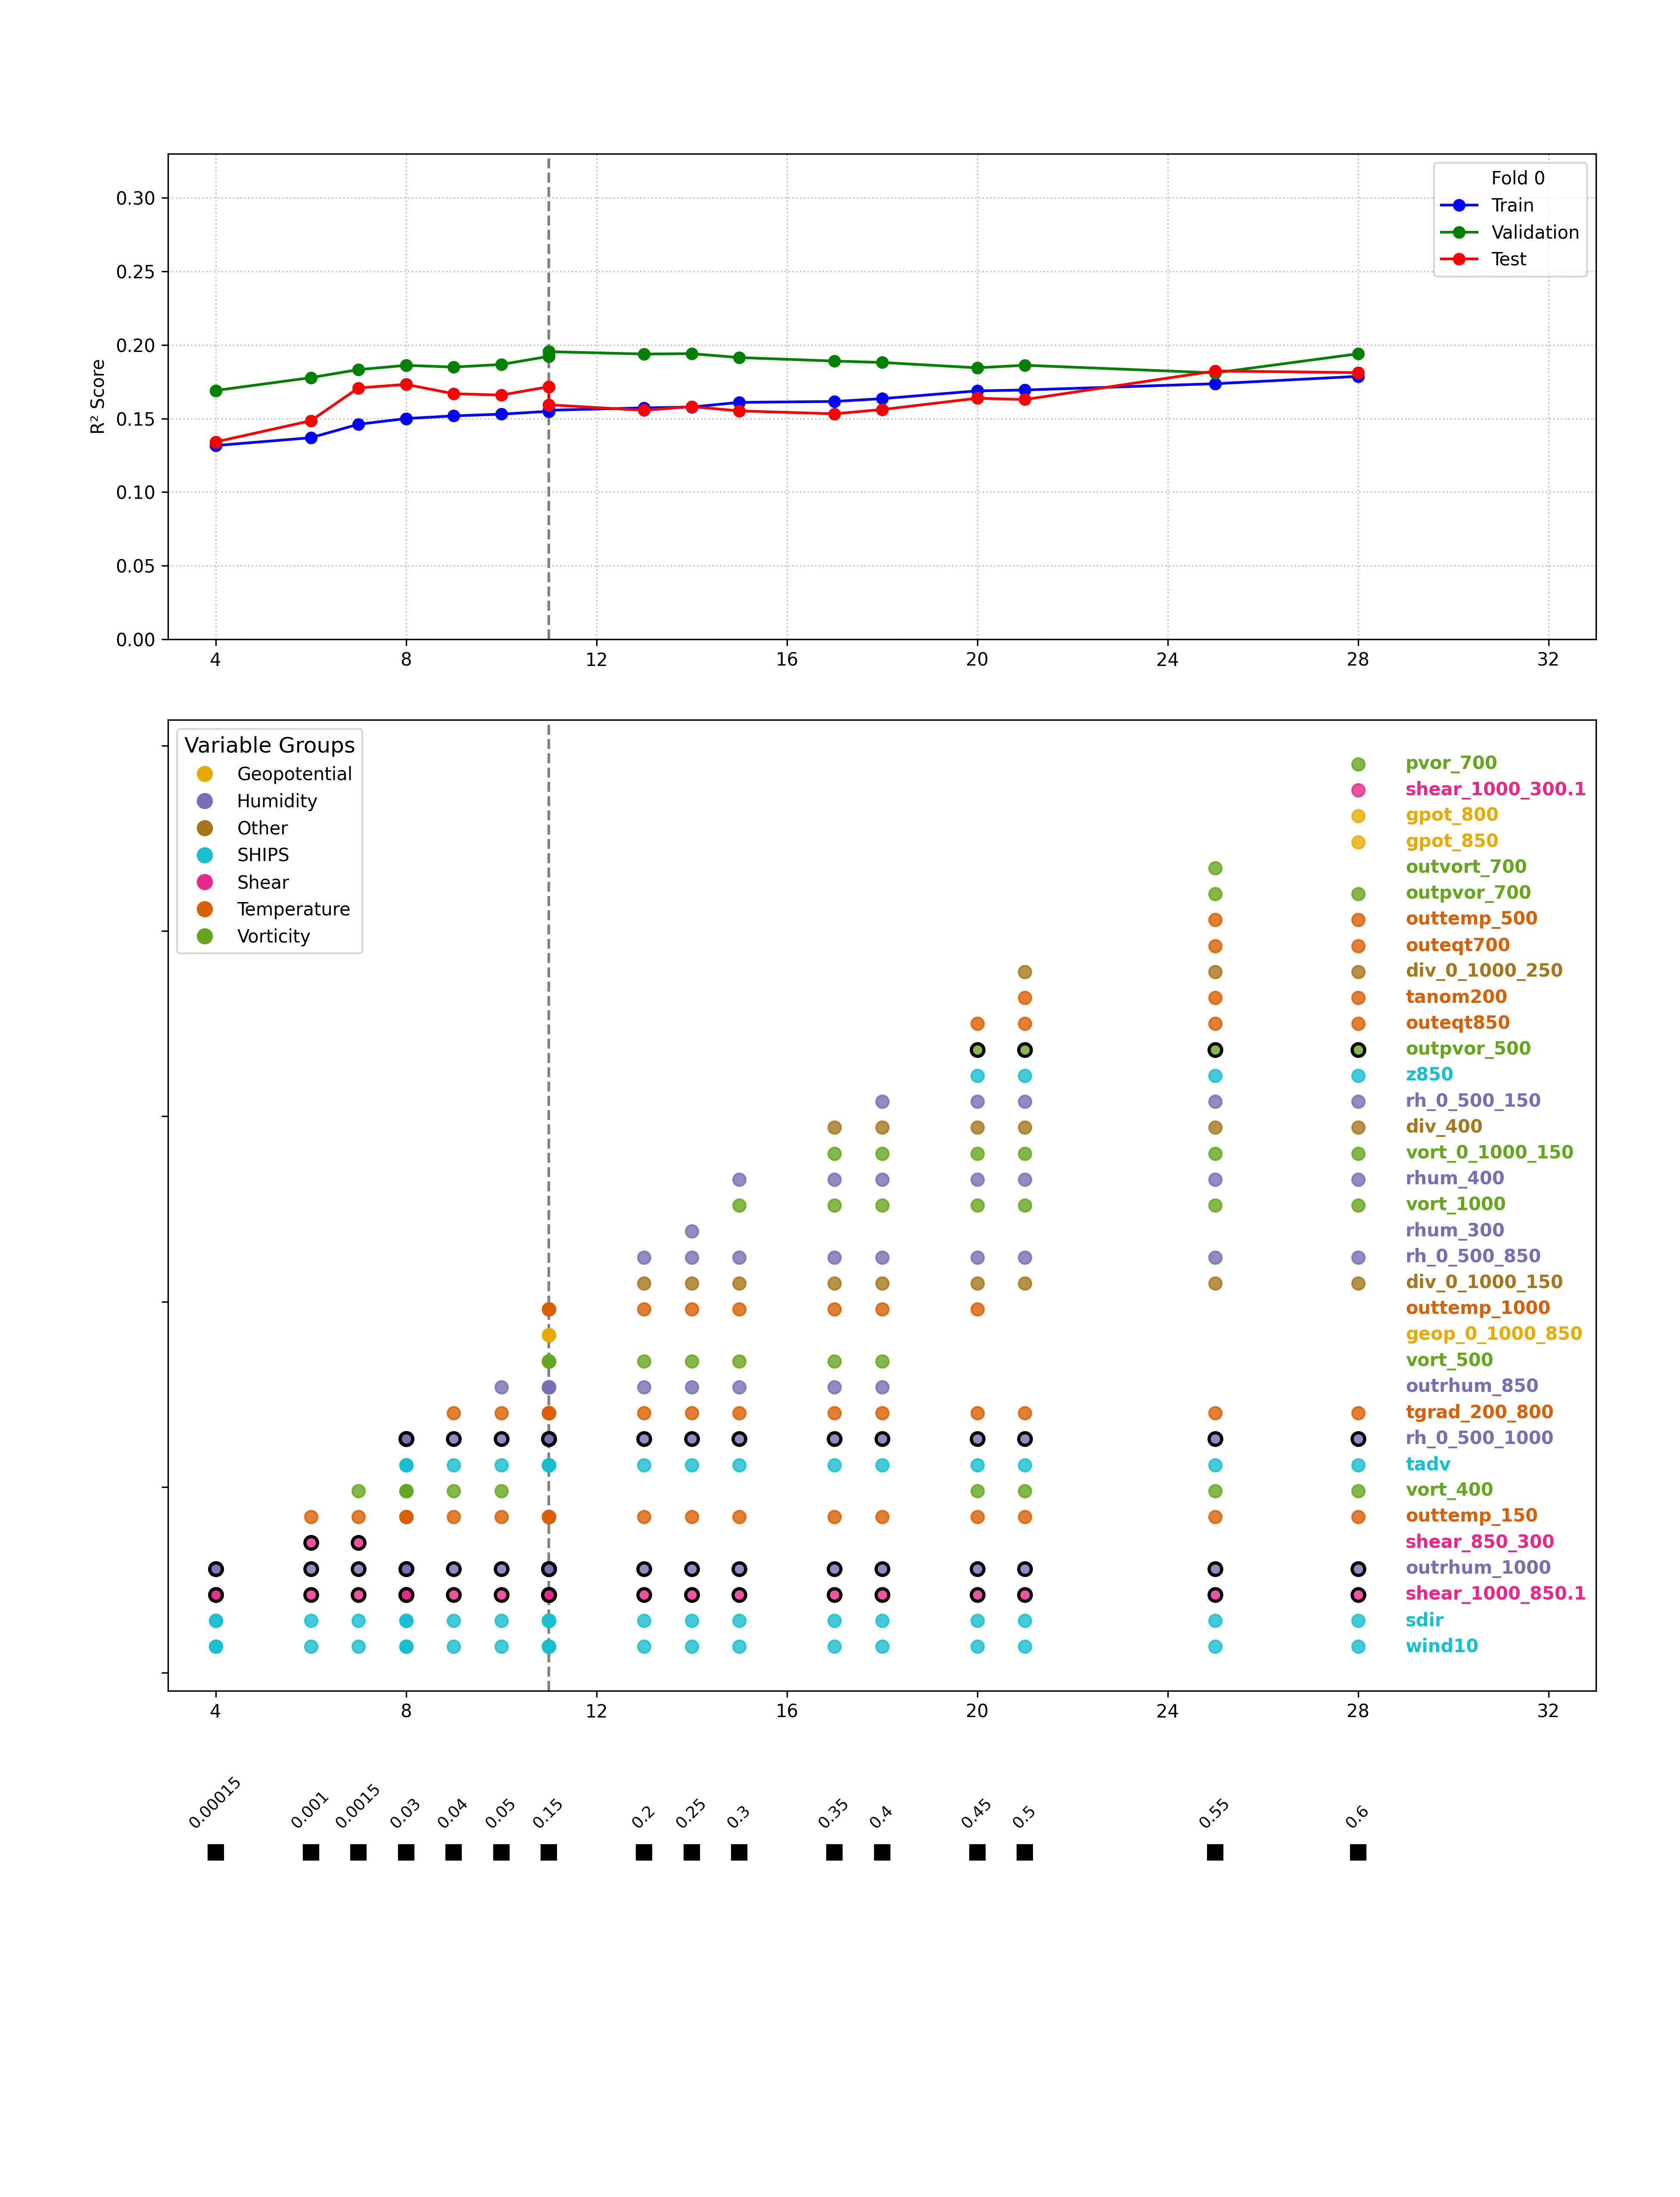 0.30
0.25
0.20
0.15
0.10
0.05
0.00
R² Score
Fold 0
Train
Validation
Test
4 8 12 16 20 24 28 32
Variable Groups
Geopotential
Humidity
Other
SHIPS
Shear
Temperature
Vorticity
pvor_700
shear_1000_300.1
gpot_800
gpot_850
outvort_700
outpvor_700
outtemp_500
outeqt700
div_0_1000_250
tanom200
outeqt850
outpvor_500
z850
rh_0_500_150
div_400
vort_0_1000_150
rhum_400
vort_1000
rhum_300
rh_0_500_850
div_0_1000_150
outtemp_1000
geop_0_1000_850
vort_500
outrhum_850
tgrad_200_800
rh_0_500_1000
tadv
vort_400
outtemp_150
shear_850_300
outrhum_1000
shear_1000_850.1
sdir
wind10
4 8 12 16 20 24 28 32
0.00015 0.001 0.0015 0.03 0.04 0.05 0.15 0.2 0.25 0.3 0.35 0.4 0.45 0.5 0.55 0.6